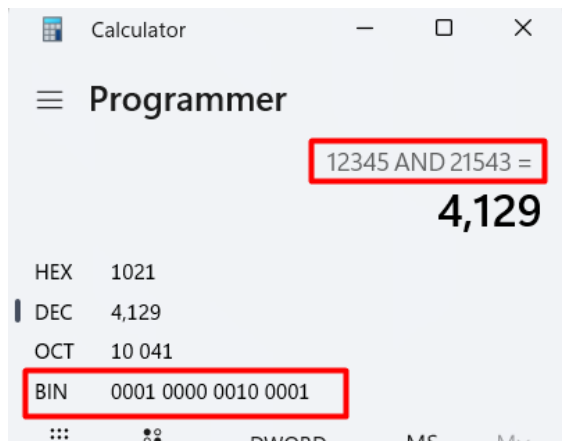 Calculator
Programmer
12345 AND 21543 =
4,129
HEX 1021
DEC 4,129
OCT 10 041
BIN 0001 0000 0010 0001
DWORD MS